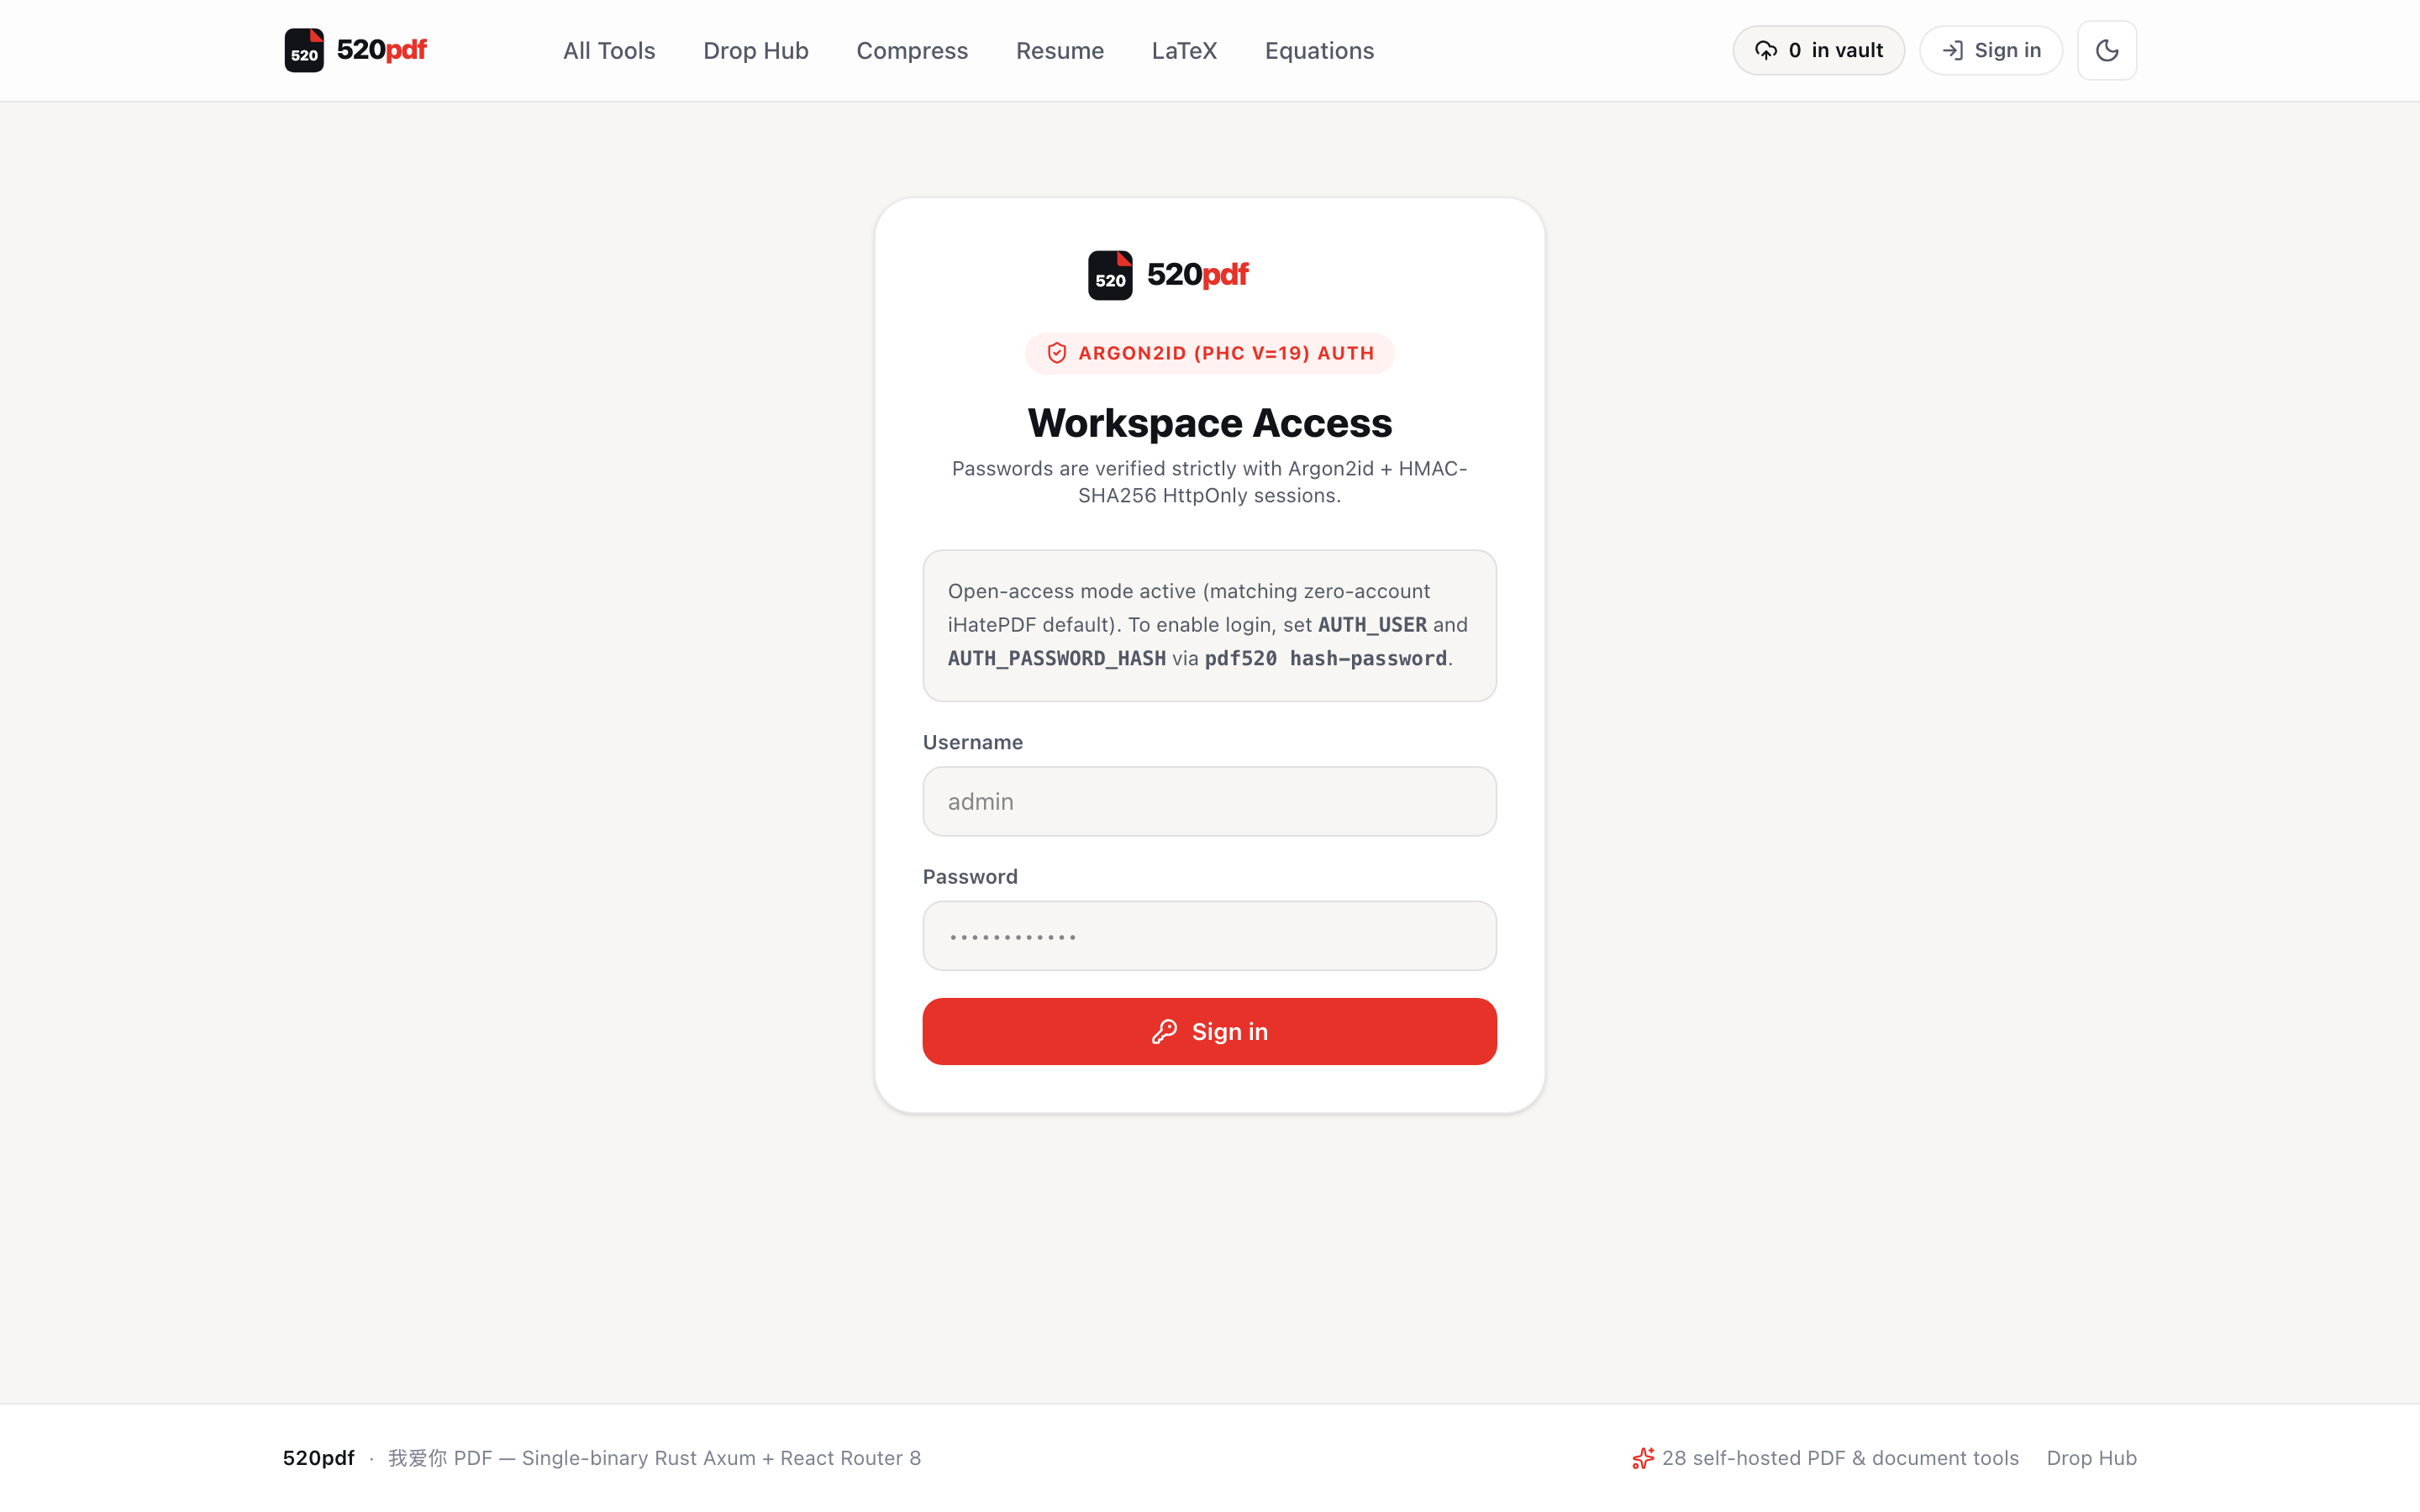 520 520pdf
All Tools Drop Hub Compress Resume LaTeX Equations
0 in vault
Sign in
520 520pdf
ARGON2ID (PHC V=19) AUTH
Workspace Access
Passwords are verified strictly with Argon2id + HMAC-
SHA256 HttpOnly sessions.
Open-access mode active (matching zero-account
iHatePDF default). To enable login, set AUTH_USER and
AUTH_PASSWORD_HASH via pdf520 hash-password.
Username
admin
Password
••••••••••••
Sign in
520pdf · 我爱你 PDF — Single-binary Rust Axum + React Router 8
28 self-hosted PDF & document tools
Drop Hub